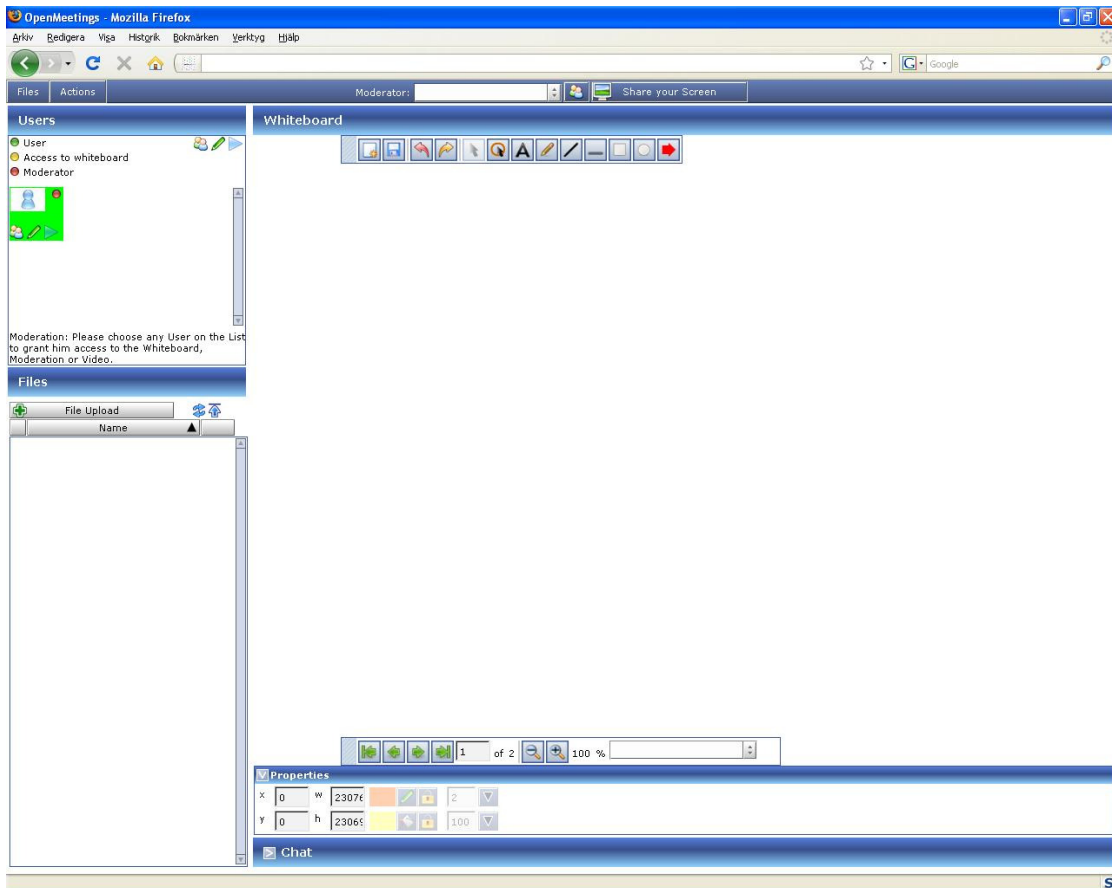 OpenMeetings - Mozilla Firefox
Arkiv Redigera Visa Historik Bokmärken Verktyg Hjälp
G Google
Files Actions Moderator: Share your Screen
Users
User
Access to whiteboard
Moderator
Moderation: Please choose any User on the List
to grant him access to the Whiteboard,
Moderation or Video.
Files
File Upload
Name
Whiteboard
A
1 of 2 100 %
Properties
x 0 w 23076 2
y 0 h 23069 100
Chat
S